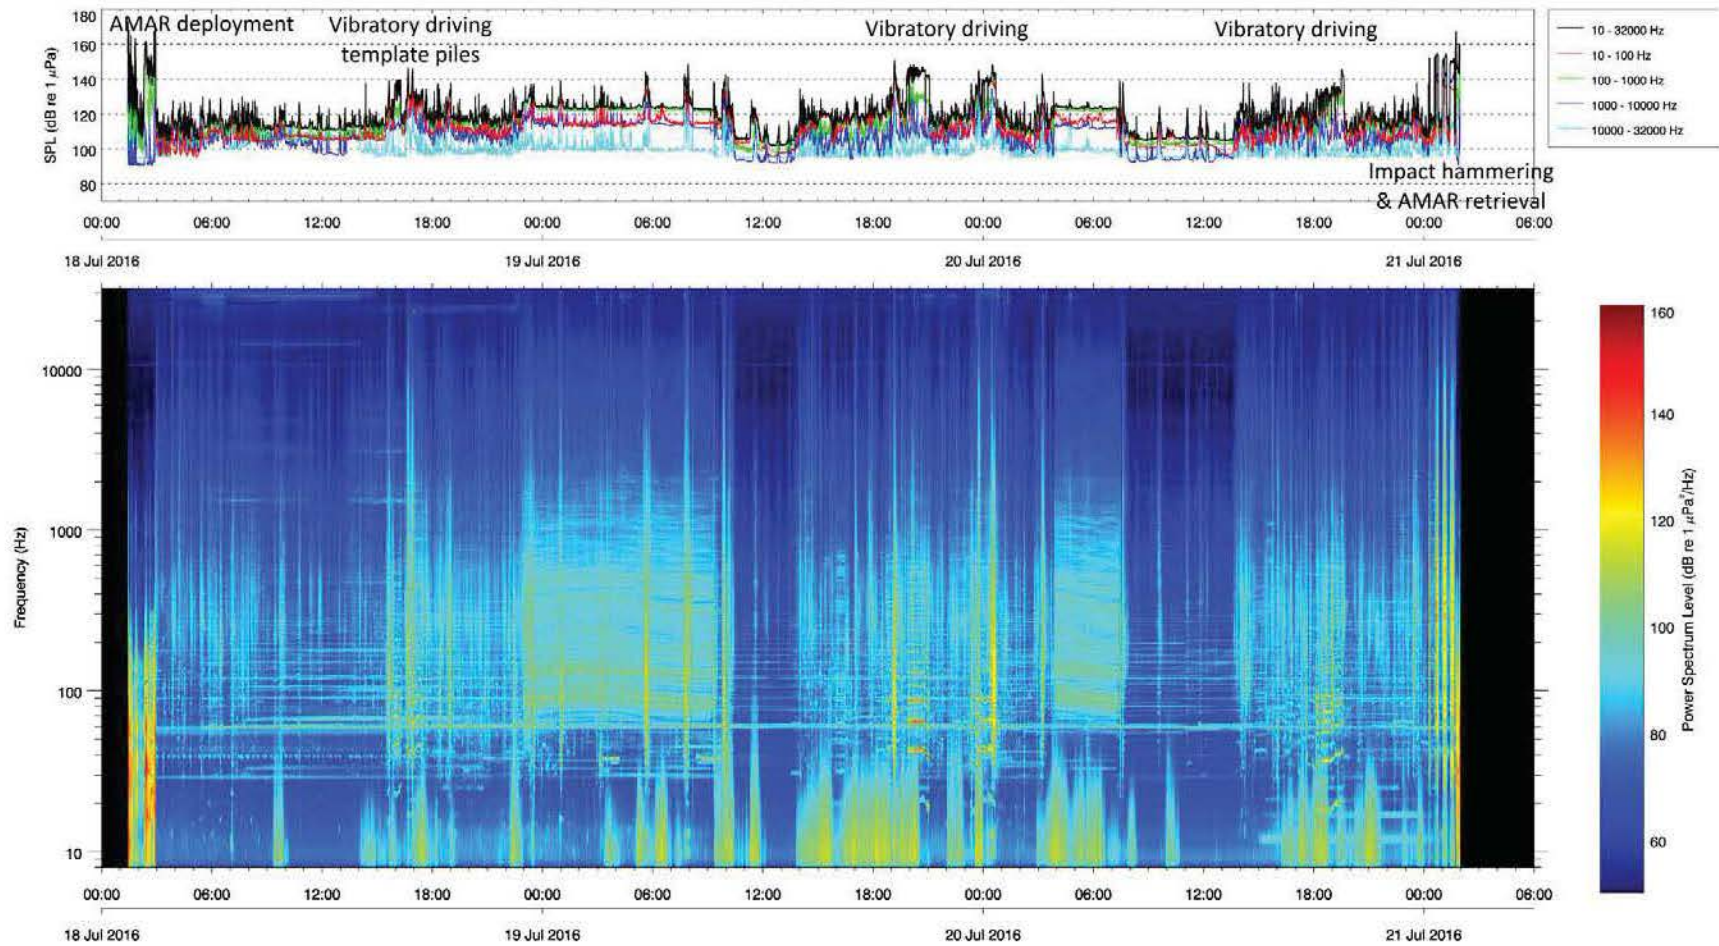 180
160
140
120
100
80
SPL (dB re 1 μPa)
AMAR deployment
Vibratory driving
template piles
Vibratory driving
Vibratory driving
Impact hammering
& AMAR retrieval
10 - 32000 Hz
10 - 100 Hz
100 - 1000 Hz
1000 - 10000 Hz
10000 - 32000 Hz
00:00 06:00 12:00 18:00 00:00 06:00 12:00 18:00 00:00 06:00 12:00 18:00 00:00 06:00
18 Jul 2016 19 Jul 2016 20 Jul 2016 21 Jul 2016
10000
1000
100
10
Frequency (Hz)
00:00 06:00 12:00 18:00 00:00 06:00 12:00 18:00 00:00 06:00 12:00 18:00 00:00 06:00
18 Jul 2016 19 Jul 2016 20 Jul 2016 21 Jul 2016
160
140
120
100
80
60
Power Spectrum Level (dB re 1 μPa²/Hz)